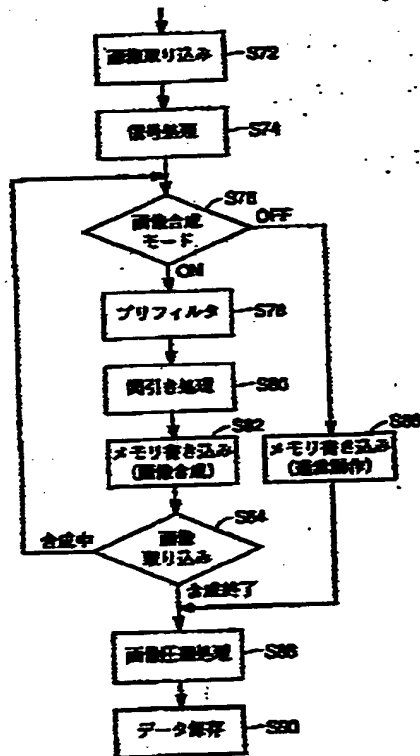 画像取り込み S72
信号処理 S74
S76
画像合成
モード
OFF
ON
プリフィルタ S78
間引き処理 S80
S82
メモリ書き込み
(画像合成)
S86
メモリ書き込み
(通常動作)
S84
画像
取り込み
合成中
合成終了
画像圧縮処理 S88
データ保存 S90